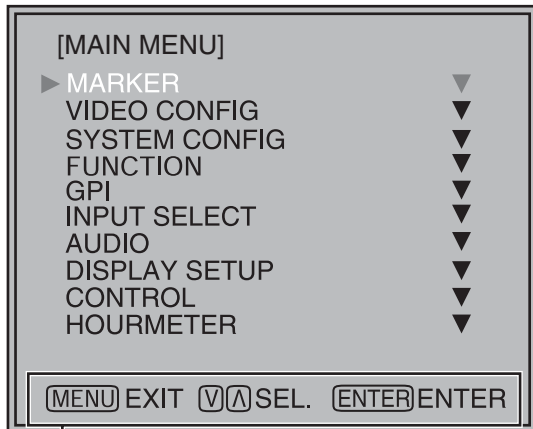 [MAIN MENU]
MARKER
VIDEO CONFIG
SYSTEM CONFIG
FUNCTION
GPI
INPUT SELECT
AUDIO
DISPLAY SETUP
CONTROL
HOURMETER
MENU EXIT V Λ SEL. ENTER ENTER